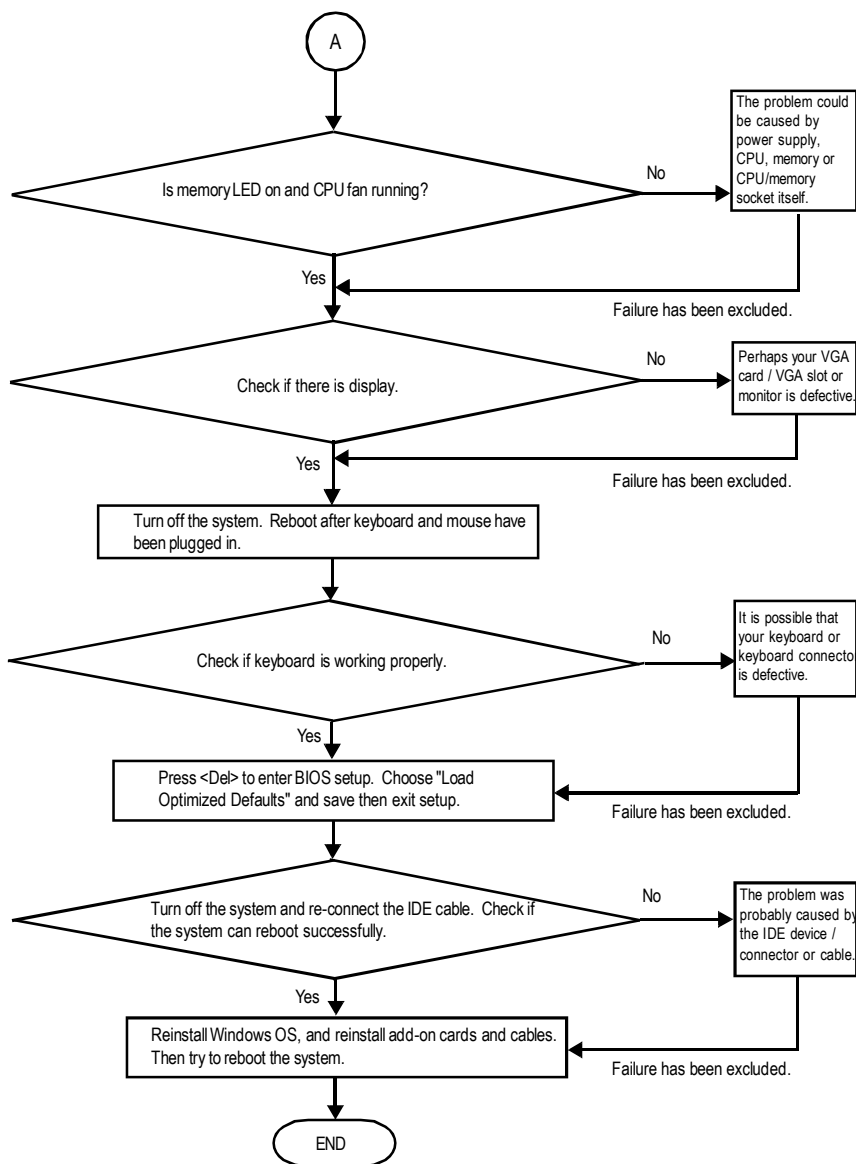 A
Is memory LED on and CPU fan running?
No
The problem could
be caused by
power supply,
CPU, memory or
CPU/memory
socket itself.
Yes
Failure has been excluded.
Check if there is display.
No
Perhaps your VGA
card / VGA slot or
monitor is defective.
Yes
Failure has been excluded.
Turn off the system. Reboot after keyboard and mouse have
been plugged in.
Check if keyboard is working properly.
No
It is possible that
your keyboard or
keyboard connector
is defective.
Yes
Press <Del> to enter BIOS setup. Choose "Load
Optimized Defaults" and save then exit setup.
Failure has been excluded.
Turn off the system and re-connect the IDE cable. Check if
the system can reboot successfully.
No
The problem was
probably caused by
the IDE device /
connector or cable.
Yes
Reinstall Windows OS, and reinstall add-on cards and cables.
Then try to reboot the system.
Failure has been excluded.
END